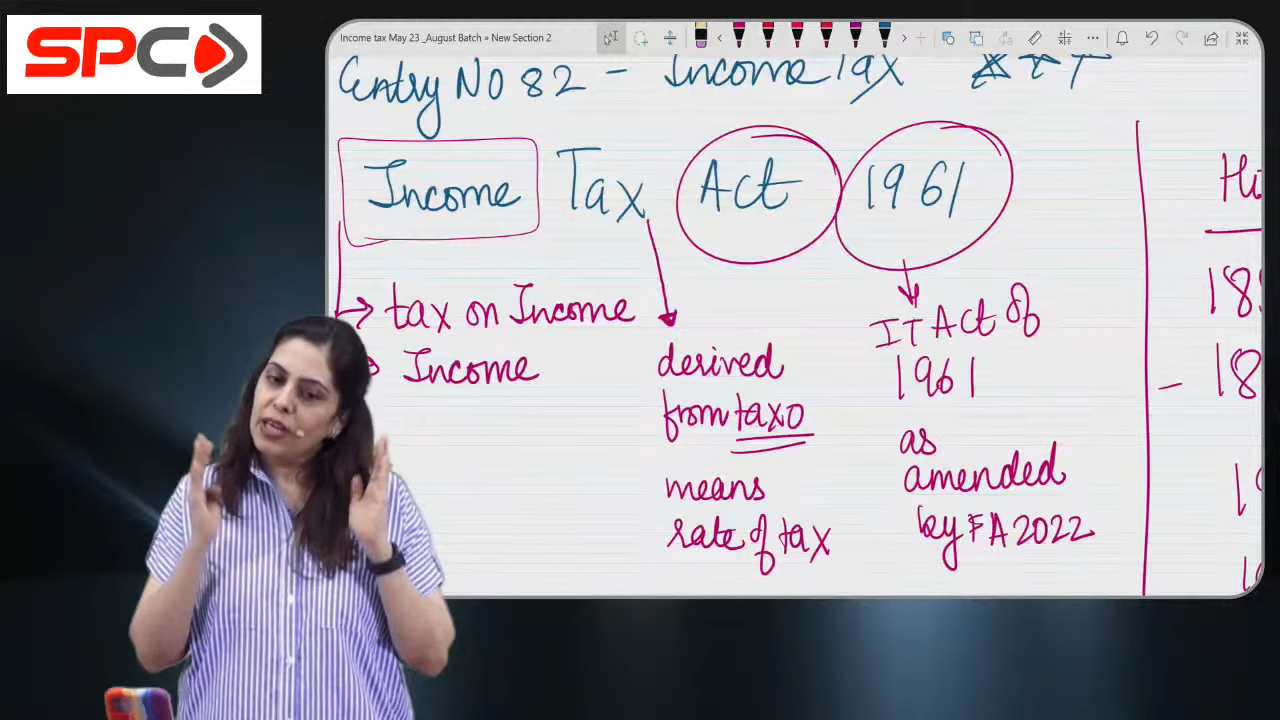 SPC
Income tax May 23 _August Batch » New Section 2
Entry No 82 - Income Tax
Income Tax Act 1961
tax on Income
Income
derived
from taxo
means
rate of tax
IT Act of
1961
as
amended
by FA 2022